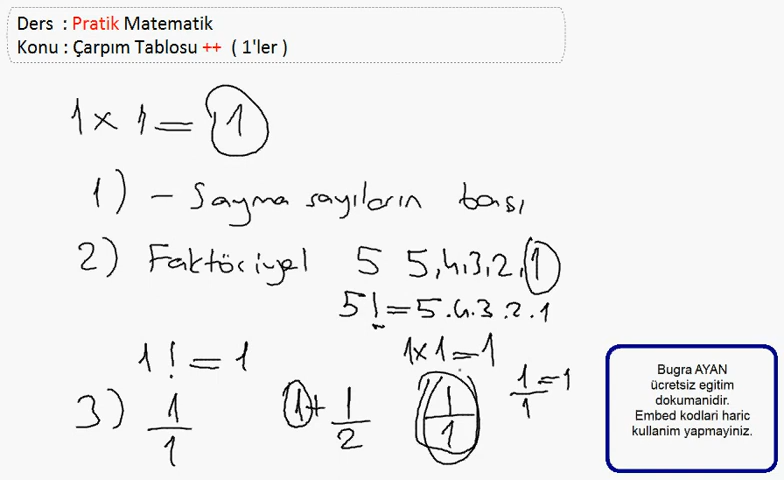 Ders : Pratik Matematik
Konu : Çarpım Tablosu ++ ( 1'ler )
1 x 1 = 1
1) - Sayma sayıların başı
2) Faktöriyel 5 5,4,3,2,1
5! = 5.4.3.2.1
1! = 1 1x1=1
3) 1/1 1+1/2 1/1 1/1=1
Bugra AYAN
ücretsiz egitim
dokumanidir.
Embed kodlari haric
kullanim yapmayiniz.